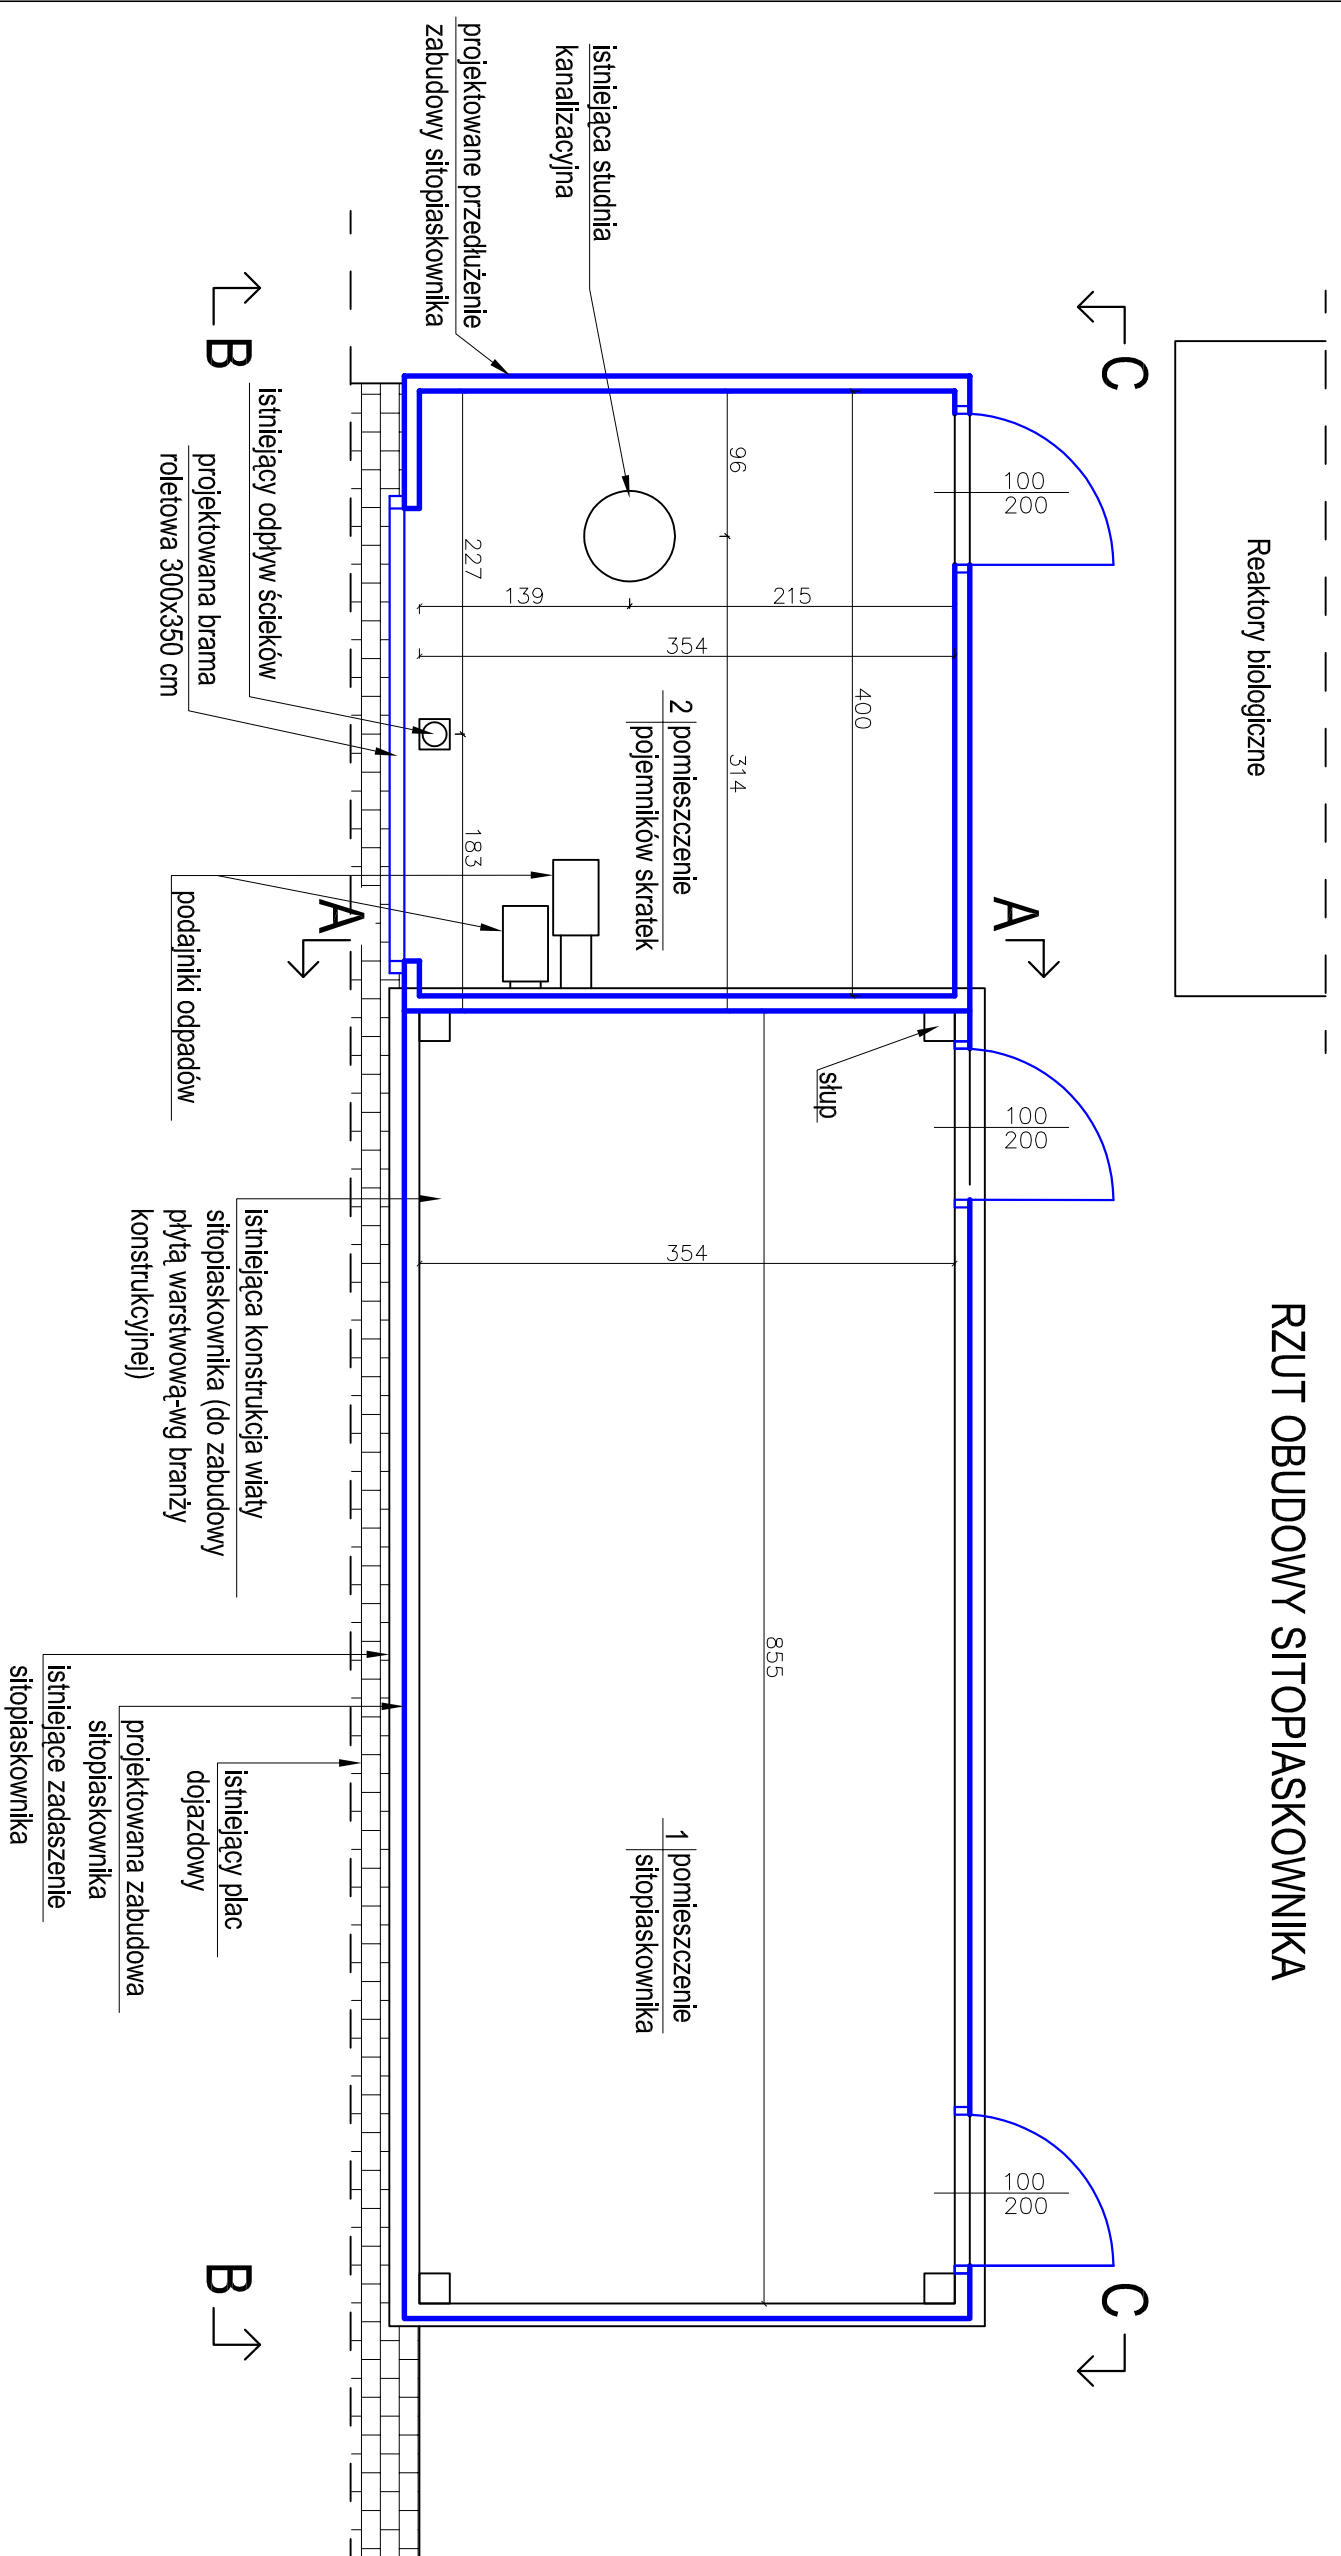 RZUT OBUDOWY SITOPIASKOWNIKA
Reaktory biologiczne
C
C
100
200
100
200
100
200
A
słup
400
96
314
855
2 pomieszczenie
pojemników skratek
1 pomieszczenie
sitopiaskownika
215
354
139
354
istniejąca studnia
kanalizacyjna
projektowane przedłużenie
zabudowy sitopiaskownika
227
183
A
B
B
istniejący odpływ ścieków
projektowana brama
roletowa 300x350 cm
podajniki odpadów
istniejąca konstrukcja wiaty
sitopiaskownika (do zabudowy
płytą warstwową-wg branży
konstrukcyjnej)
istniejący plac
dojazdowy
projektowana zabudowa
sitopiaskownika
istniejące zadaszenie
sitopiaskownika